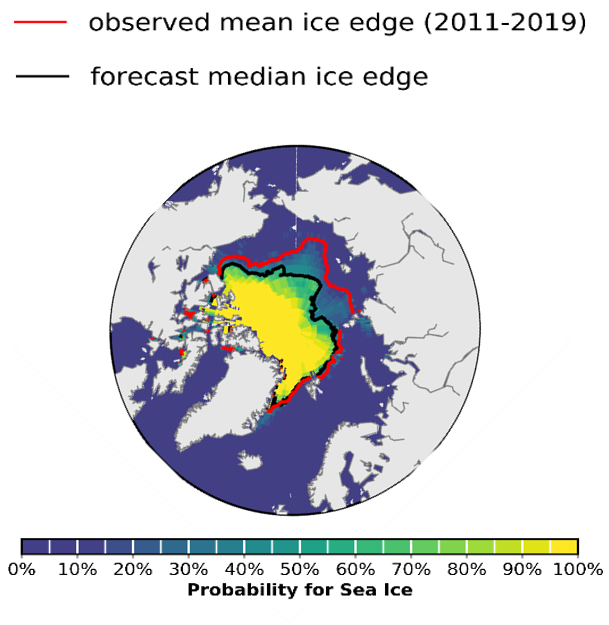 observed mean ice edge (2011-2019)
forecast median ice edge
0% 10% 20% 30% 40% 50% 60% 70% 80% 90% 100%
Probability for Sea Ice